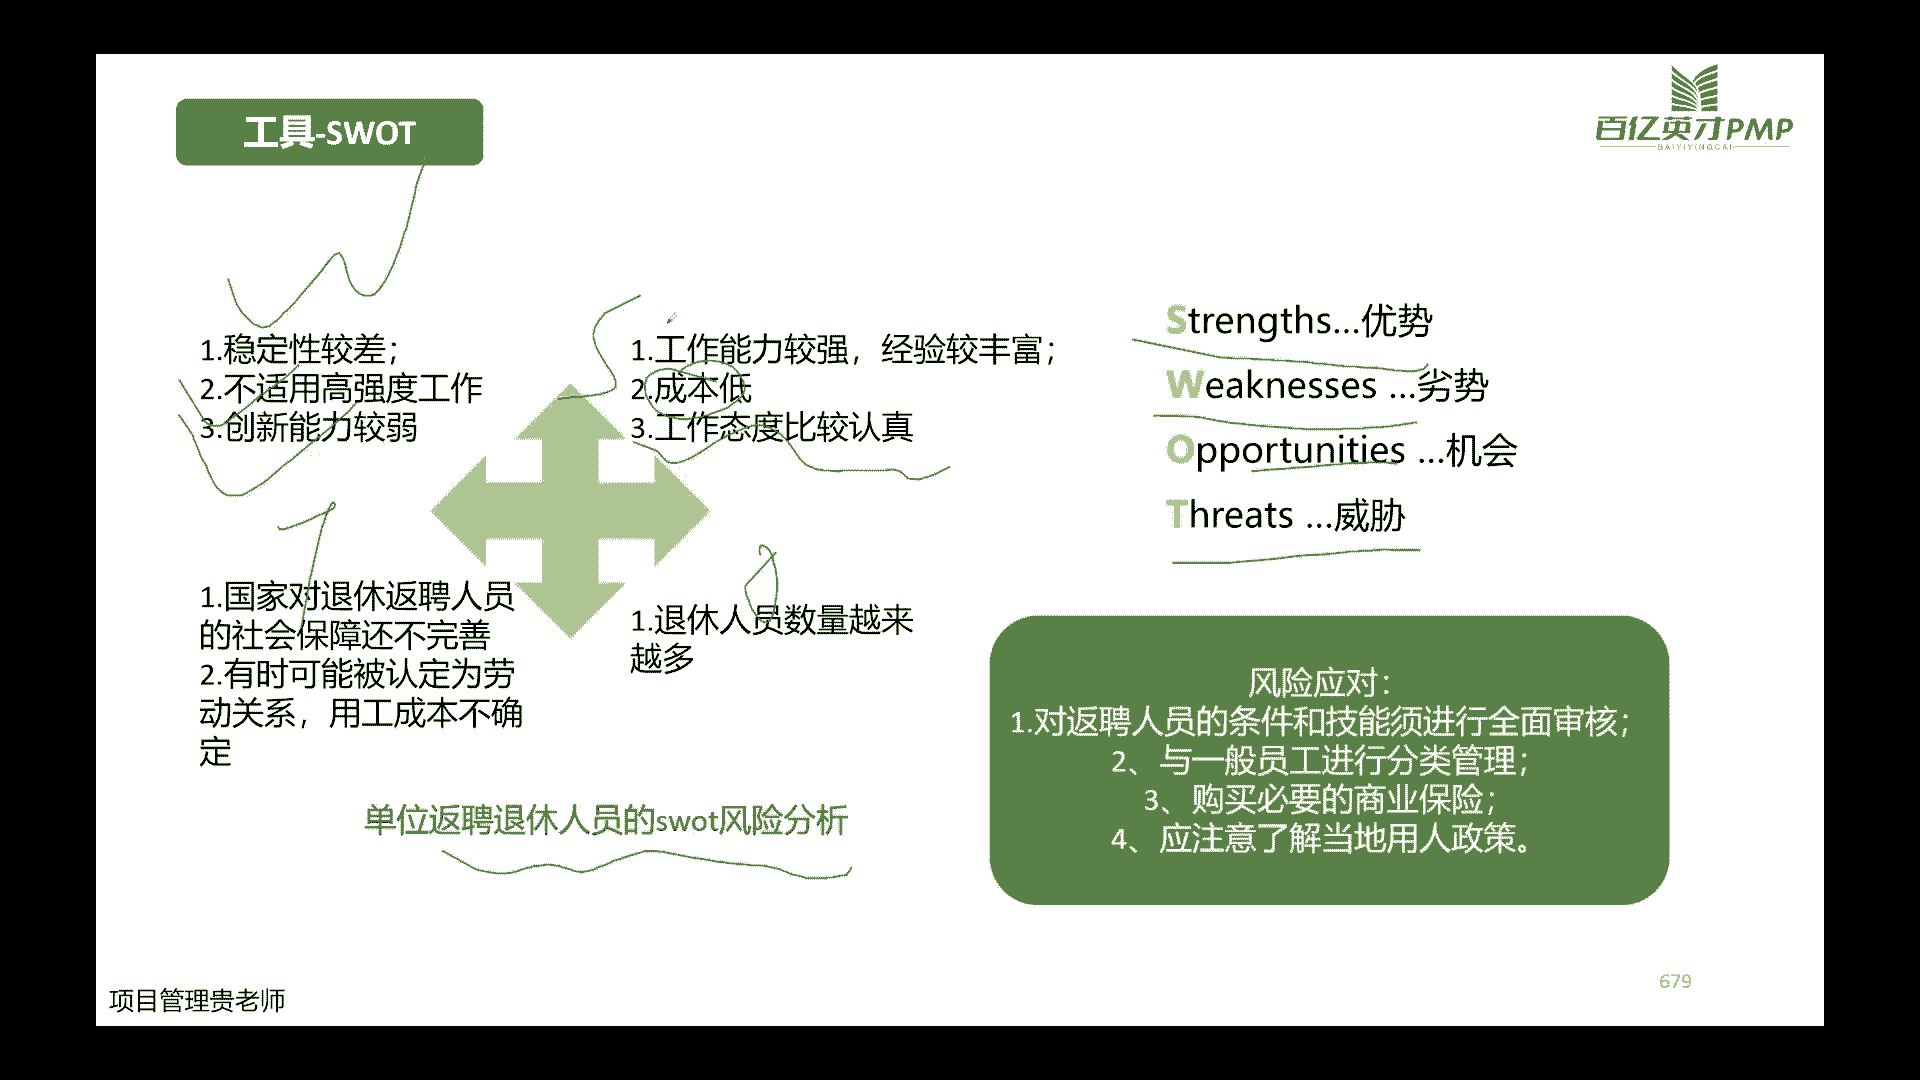 工具-SWOT
百亿英才PMP
BAIYIYINGCAI
1.稳定性较差；
2.不适用高强度工作
3.创新能力较弱
1.工作能力较强，经验较丰富；
2.成本低
3.工作态度比较认真
Strengths...优势
Weaknesses ...劣势
Opportunities ...机会
Threats ...威胁
1.国家对退休返聘人员
的社会保障还不完善
2.有时可能被认定为劳
动关系，用工成本不确
定
1.退休人员数量越来
越多
单位返聘退休人员的swot风险分析
风险应对：
1.对返聘人员的条件和技能须进行全面审核；
2、与一般员工进行分类管理；
3、购买必要的商业保险；
4、应注意了解当地用人政策。
679
项目管理贵老师